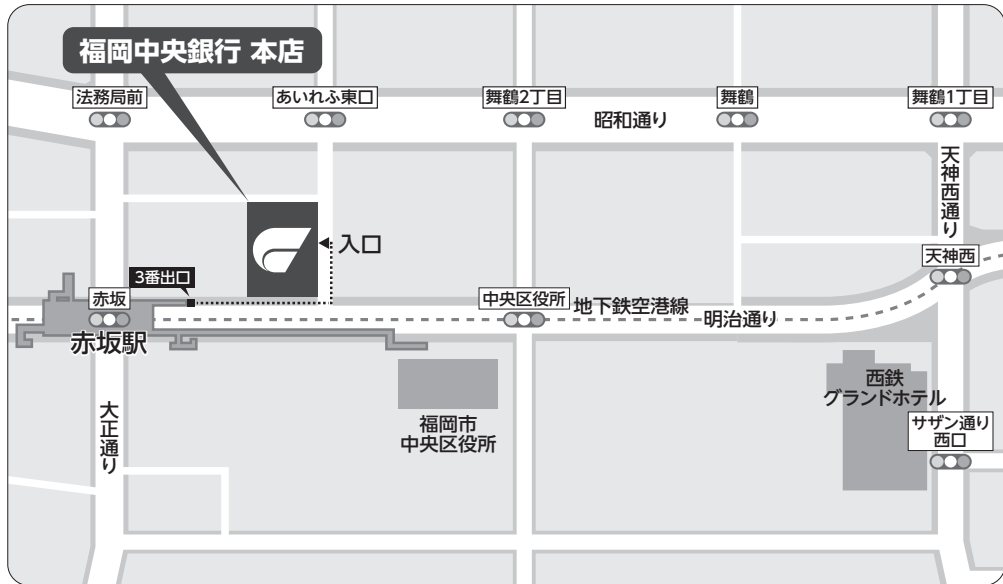 福岡中央銀行 本店
法務局前
あいれふ東口
舞鶴2丁目
昭和通り
舞鶴
舞鶴1丁目
天神西通り
入口
天神西
3番出口
赤坂
中央区役所
地下鉄空港線
明治通り
赤坂駅
大正通り
福岡市
中央区役所
西鉄
グランドホテル
サザン通り
西口